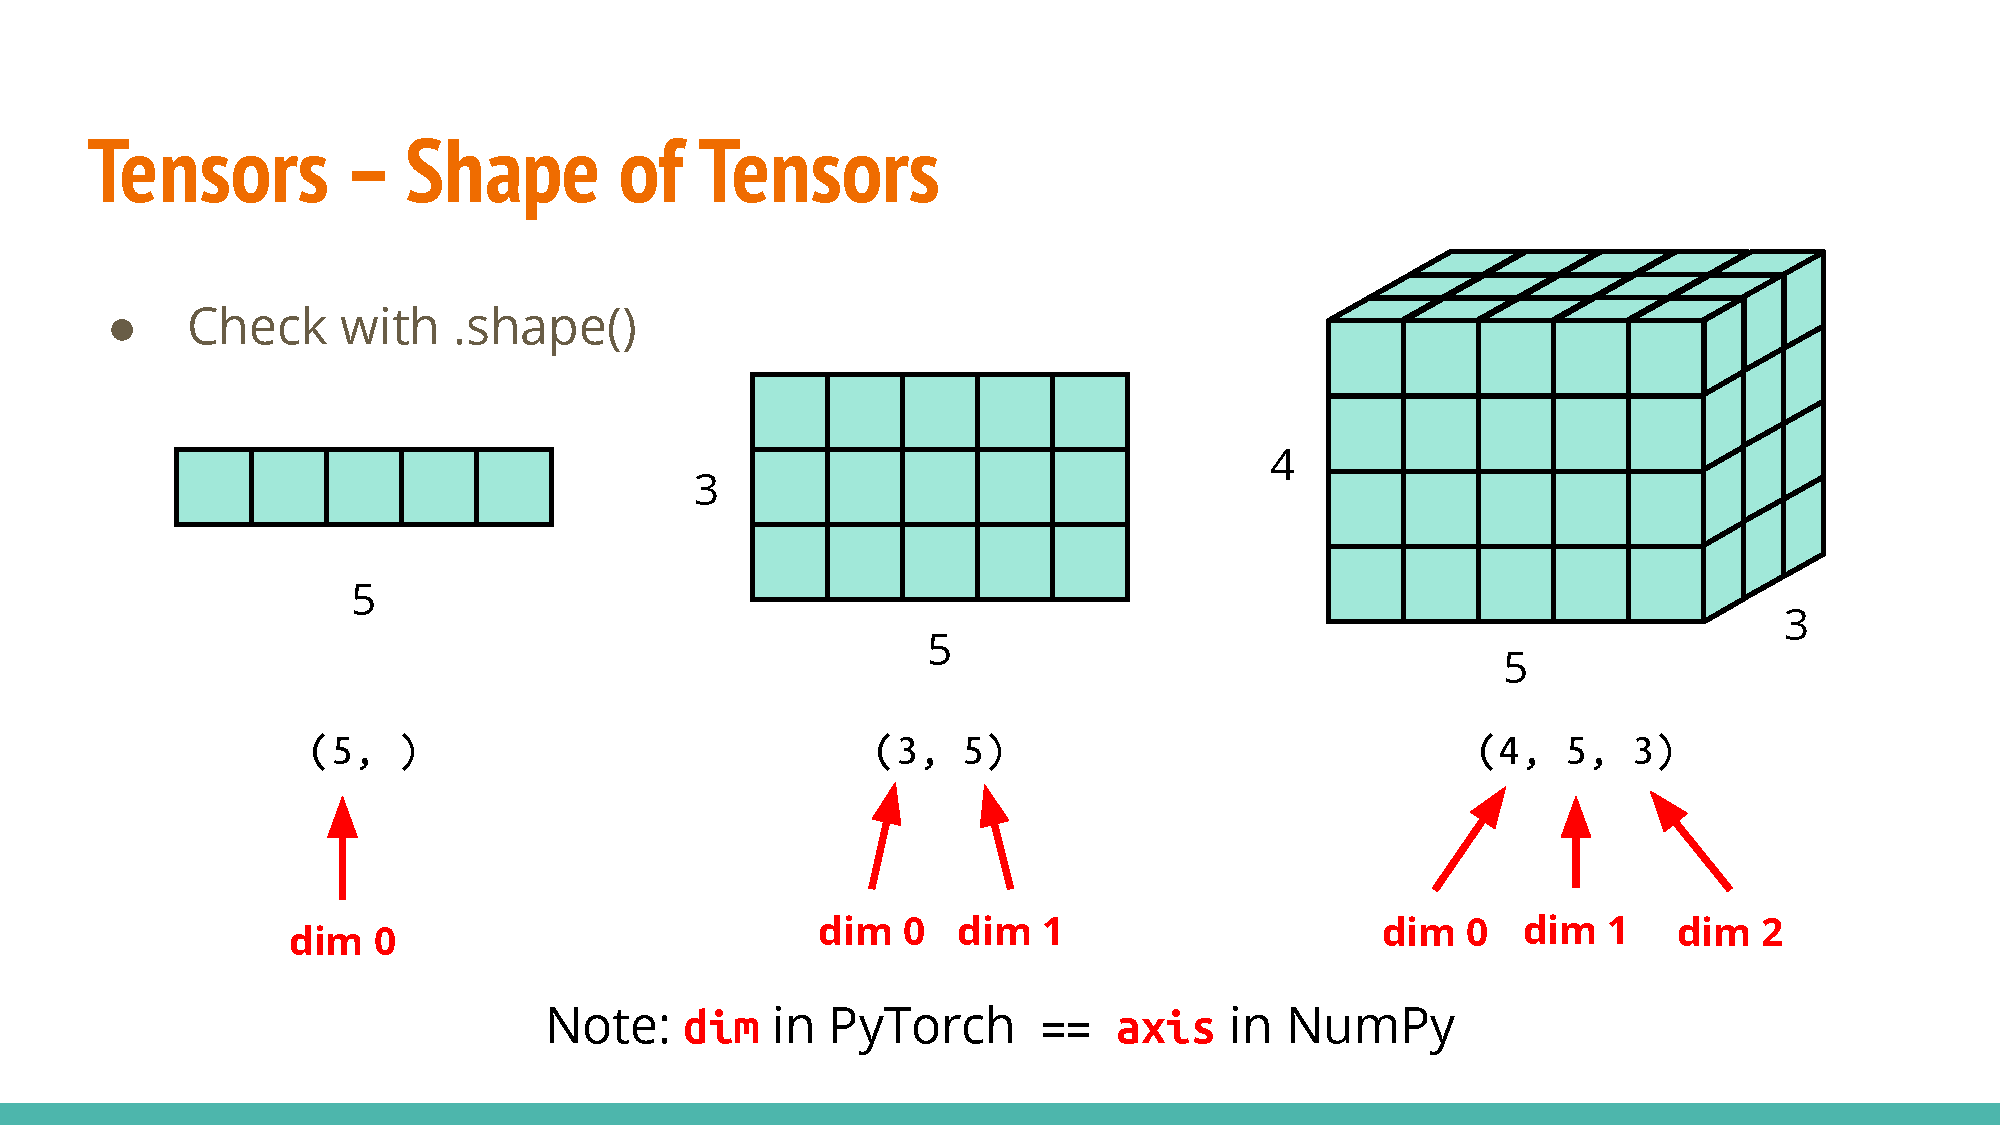 Tensors – Shape of Tensors
● Check with .shape()
5
3
5
4
3
5
(5, )
(3, 5)
(4, 5, 3)
dim 0
dim 0 dim 1
dim 0 dim 1 dim 2
Note: dim in PyTorch == axis in NumPy